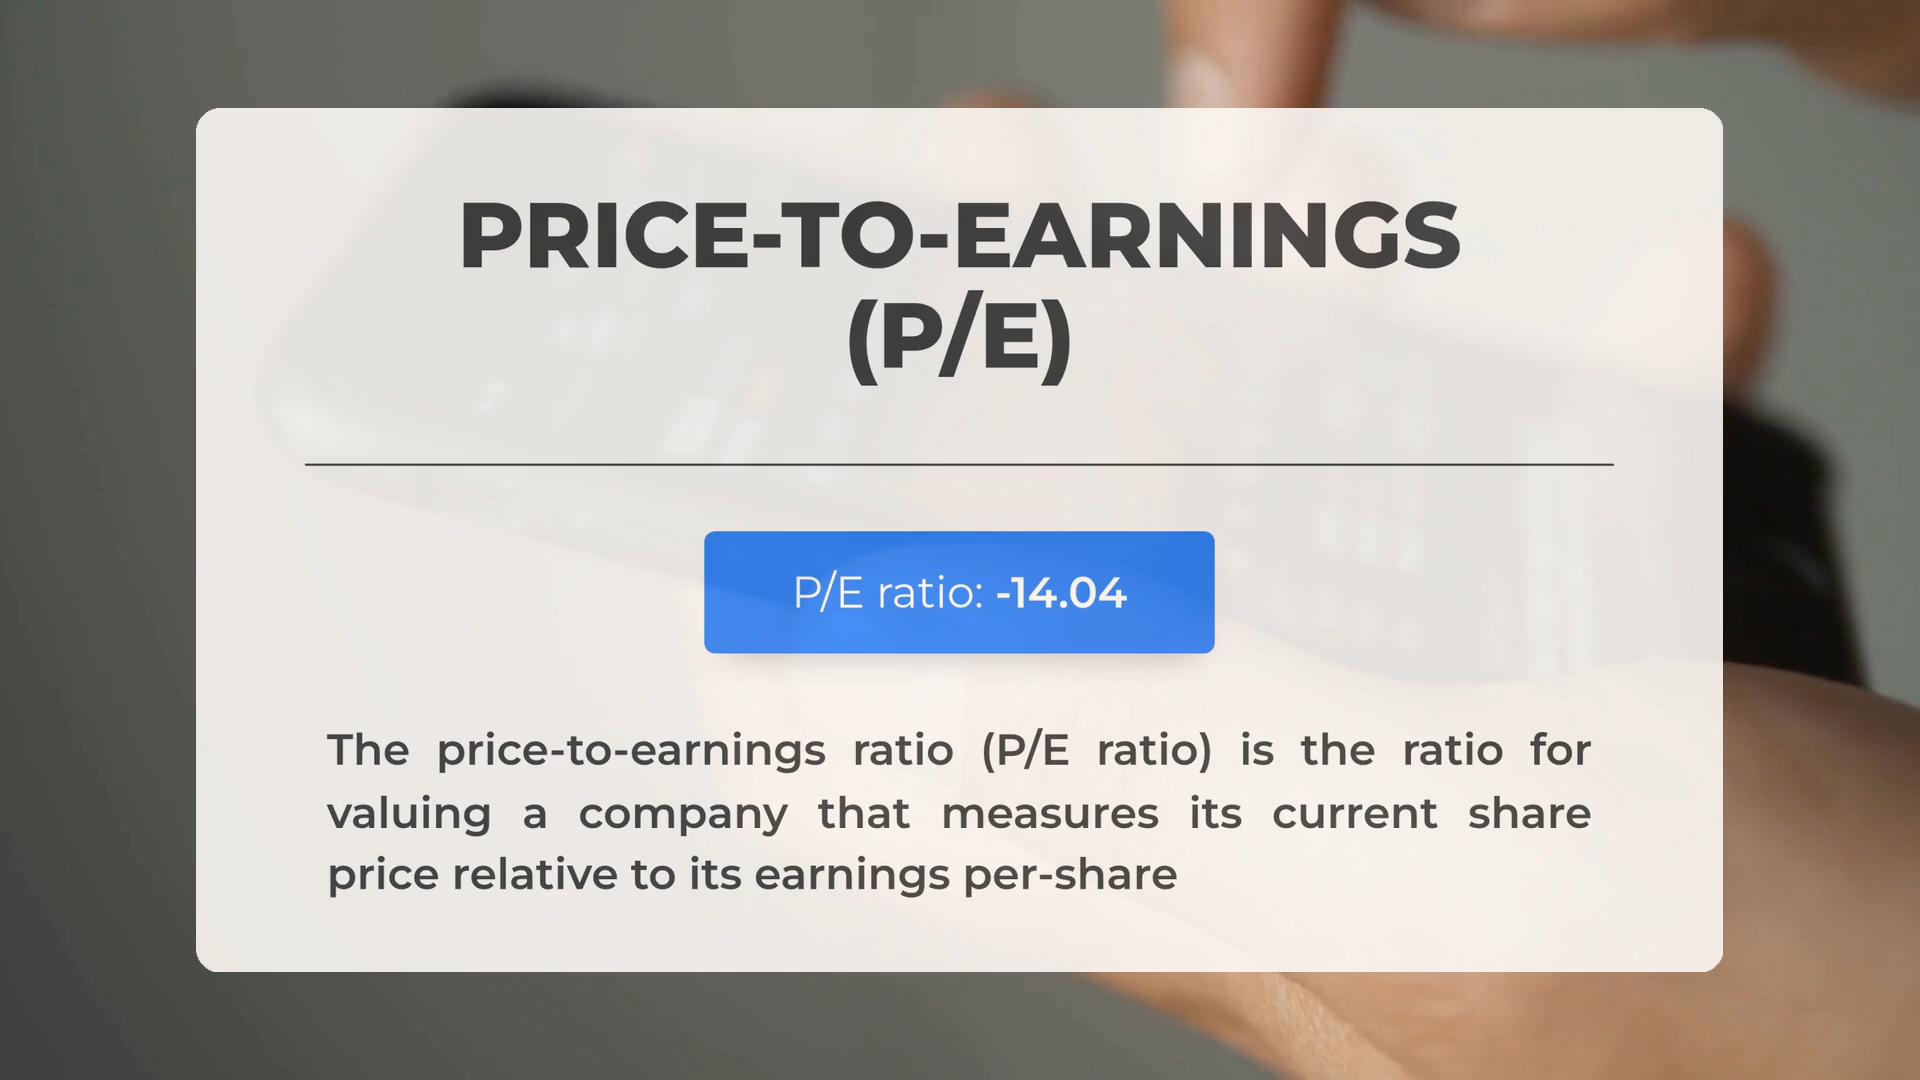 PRICE-TO-EARNINGS
(P/E)
P/E ratio: -14.04
The price-to-earnings ratio (P/E ratio) is the ratio for
valuing a company that measures its current share
price relative to its earnings per-share